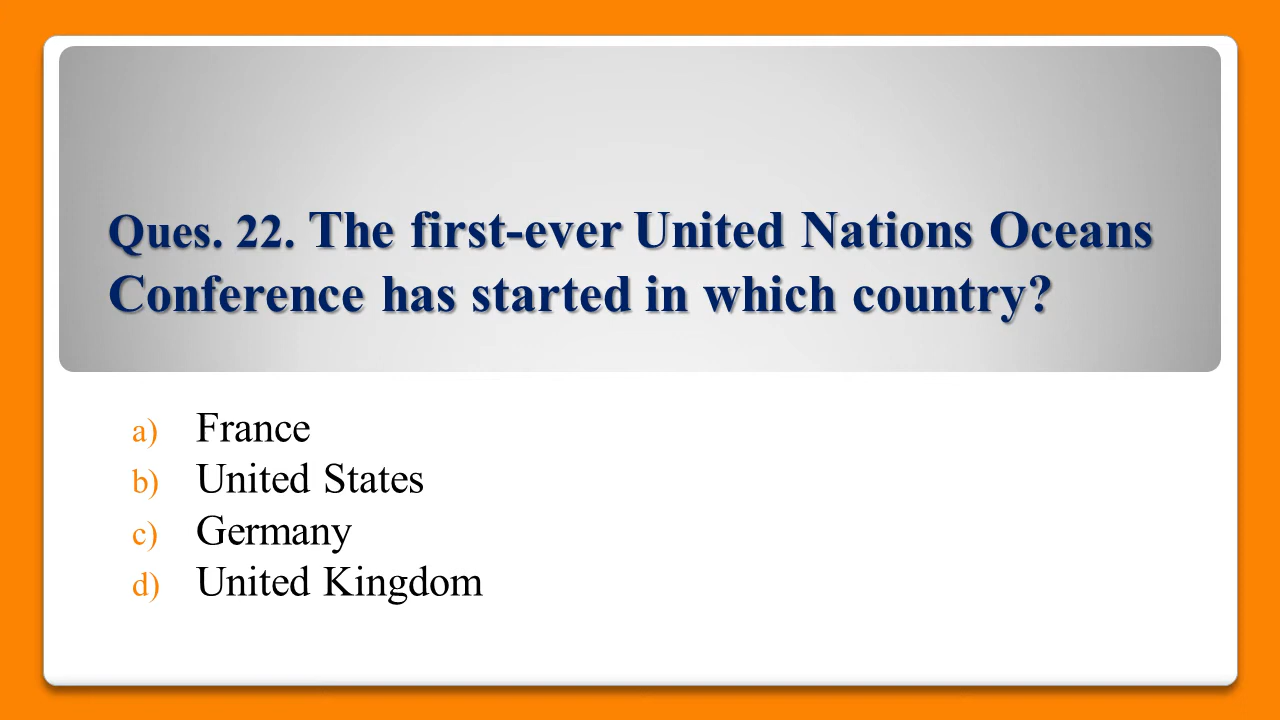 Ques. 22. The first-ever United Nations Oceans
Conference has started in which country?
a) France
b) United States
c) Germany
d) United Kingdom